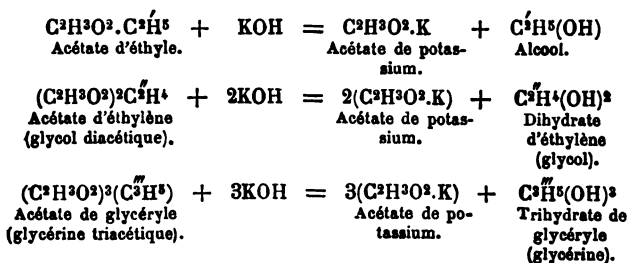 C²H³O².C²H⁵ + KOH = C²H³O².K + C²H⁵(OH)
Acétate d'éthyle. Acétate de potas- Alcool.
sium.
(C²H³O²)²C²H⁴ + 2KOH = 2(C²H³O².K) + C²H⁴(OH)²
Acétate d'éthylène Acétate de potas- Dihydrate
(glycol diacétique). sium. d'éthylène
(glycol).
(C²H³O²)³(C³H⁵) + 3KOH = 3(C²H³O².K) + C³H⁵(OH)³
Acétate de glycéryle Acétate de po- Trihydrate de
(glycérine triacétique). tassium. glycéryle
(glycérine).